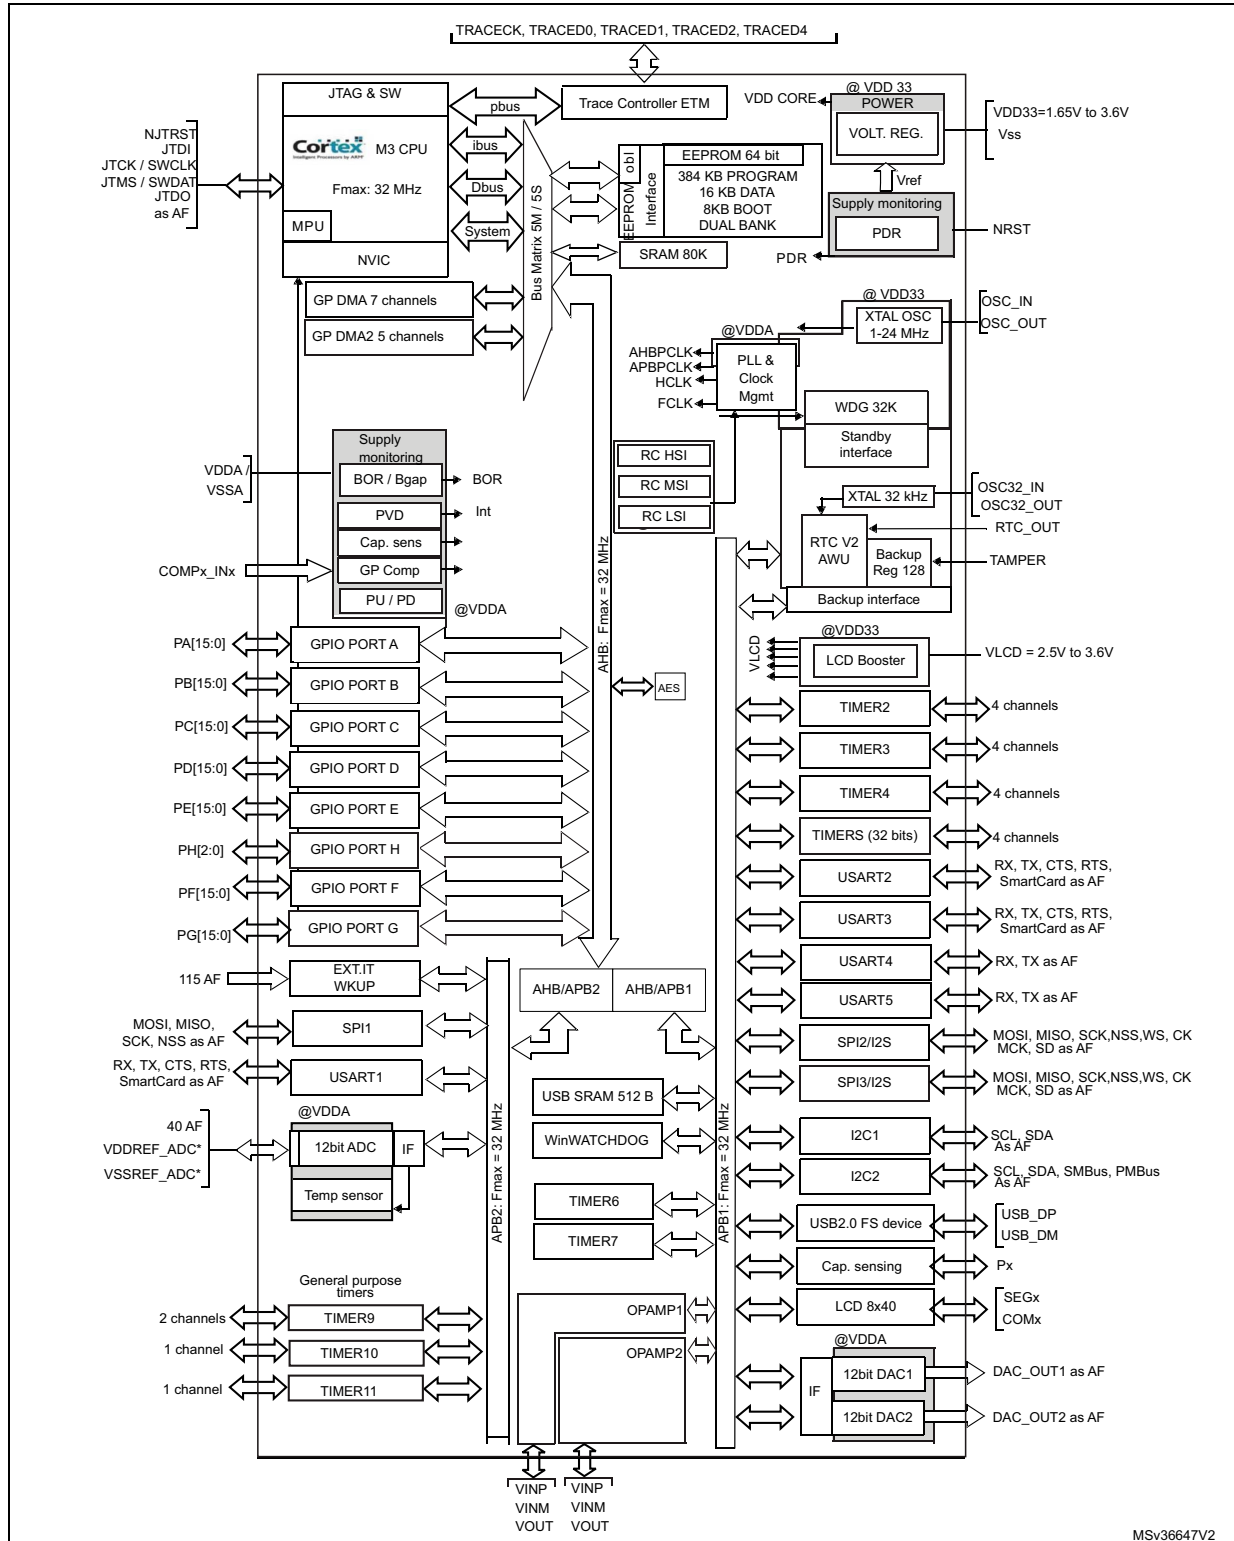 TRACECK, TRACED0, TRACED1, TRACED2, TRACED4
JTAG & SW
pbus
Trace Controller ETM
VDD CORE
@ VDD 33
POWER
VOLT. REG.
VDD33=1.65V to 3.6V
Vss
NJTRST
JTDI
JTCK / SWCLK
JTMS / SWDAT
JTDO
as AF
Cortex
Intelligent Processors by ARM®
M3 CPU
Fmax: 32 MHz
MPU
NVIC
ibus
Dbus
System
Bus Matrix 5M / 5S
EEPROM
Interface
obl
EEPROM 64 bit
384 KB PROGRAM
16 KB DATA
8KB BOOT
DUAL BANK
SRAM 80K
Vref
Supply monitoring
PDR
NRST
PDR
GP DMA 7 channels
GP DMA2 5 channels
@ VDD33
XTAL OSC
1-24 MHz
OSC_IN
OSC_OUT
@VDDA
PLL &
Clock
Mgmt
AHBPCLK
APBPCLK
HCLK
FCLK
WDG 32K
Standby
interface
RC HSI
RC MSI
RC LSI
Supply
monitoring
VDDA /
VSSA
BOR / Bgap
BOR
PVD
Int
Cap. sens
COMPx_INx
GP Comp
PU / PD
@VDDA
XTAL 32 kHz
OSC32_IN
OSC32_OUT
RTC V2
AWU
RTC_OUT
Backup
Reg 128
TAMPER
Backup interface
AHB: Fmax = 32 MHz
@VDD33
VLCD
LCD Booster
VLCD = 2.5V to 3.6V
PA[15:0]
GPIO PORT A
PB[15:0]
GPIO PORT B
AES
PC[15:0]
GPIO PORT C
PD[15:0]
GPIO PORT D
PE[15:0]
GPIO PORT E
PH[2:0]
GPIO PORT H
PF[15:0]
GPIO PORT F
PG[15:0]
GPIO PORT G
TIMER2
4 channels
TIMER3
4 channels
TIMER4
4 channels
TIMERS (32 bits)
4 channels
USART2
RX, TX, CTS, RTS,
SmartCard as AF
USART3
RX, TX, CTS, RTS,
SmartCard as AF
USART4
RX, TX as AF
USART5
RX, TX as AF
SPI2/I2S
MOSI, MISO, SCK,NSS,WS, CK
MCK, SD as AF
SPI3/I2S
MOSI, MISO, SCK,NSS,WS, CK
MCK, SD as AF
115 AF
EXT.IT
WKUP
AHB/APB2
AHB/APB1
MOSI, MISO,
SCK, NSS as AF
SPI1
RX, TX, CTS, RTS,
SmartCard as AF
USART1
USB SRAM 512 B
WinWATCHDOG
@VDDA
40 AF
VDDREF_ADC*
VSSREF_ADC*
12bit ADC
IF
Temp sensor
APB2: Fmax = 32 MHz
APB1: Fmax = 32 MHz
TIMER6
TIMER7
I2C1
SCL, SDA
As AF
I2C2
SCL, SDA, SMBus, PMBus
As AF
USB2.0 FS device
USB_DP
USB_DM
Cap. sensing
Px
LCD 8x40
SEGx
COMx
General purpose
timers
2 channels
TIMER9
1 channel
TIMER10
1 channel
TIMER11
OPAMP1
OPAMP2
@VDDA
IF
12bit DAC1
DAC_OUT1 as AF
12bit DAC2
DAC_OUT2 as AF
VINP
VINM
VOUT
VINP
VINM
VOUT
MSv36647V2